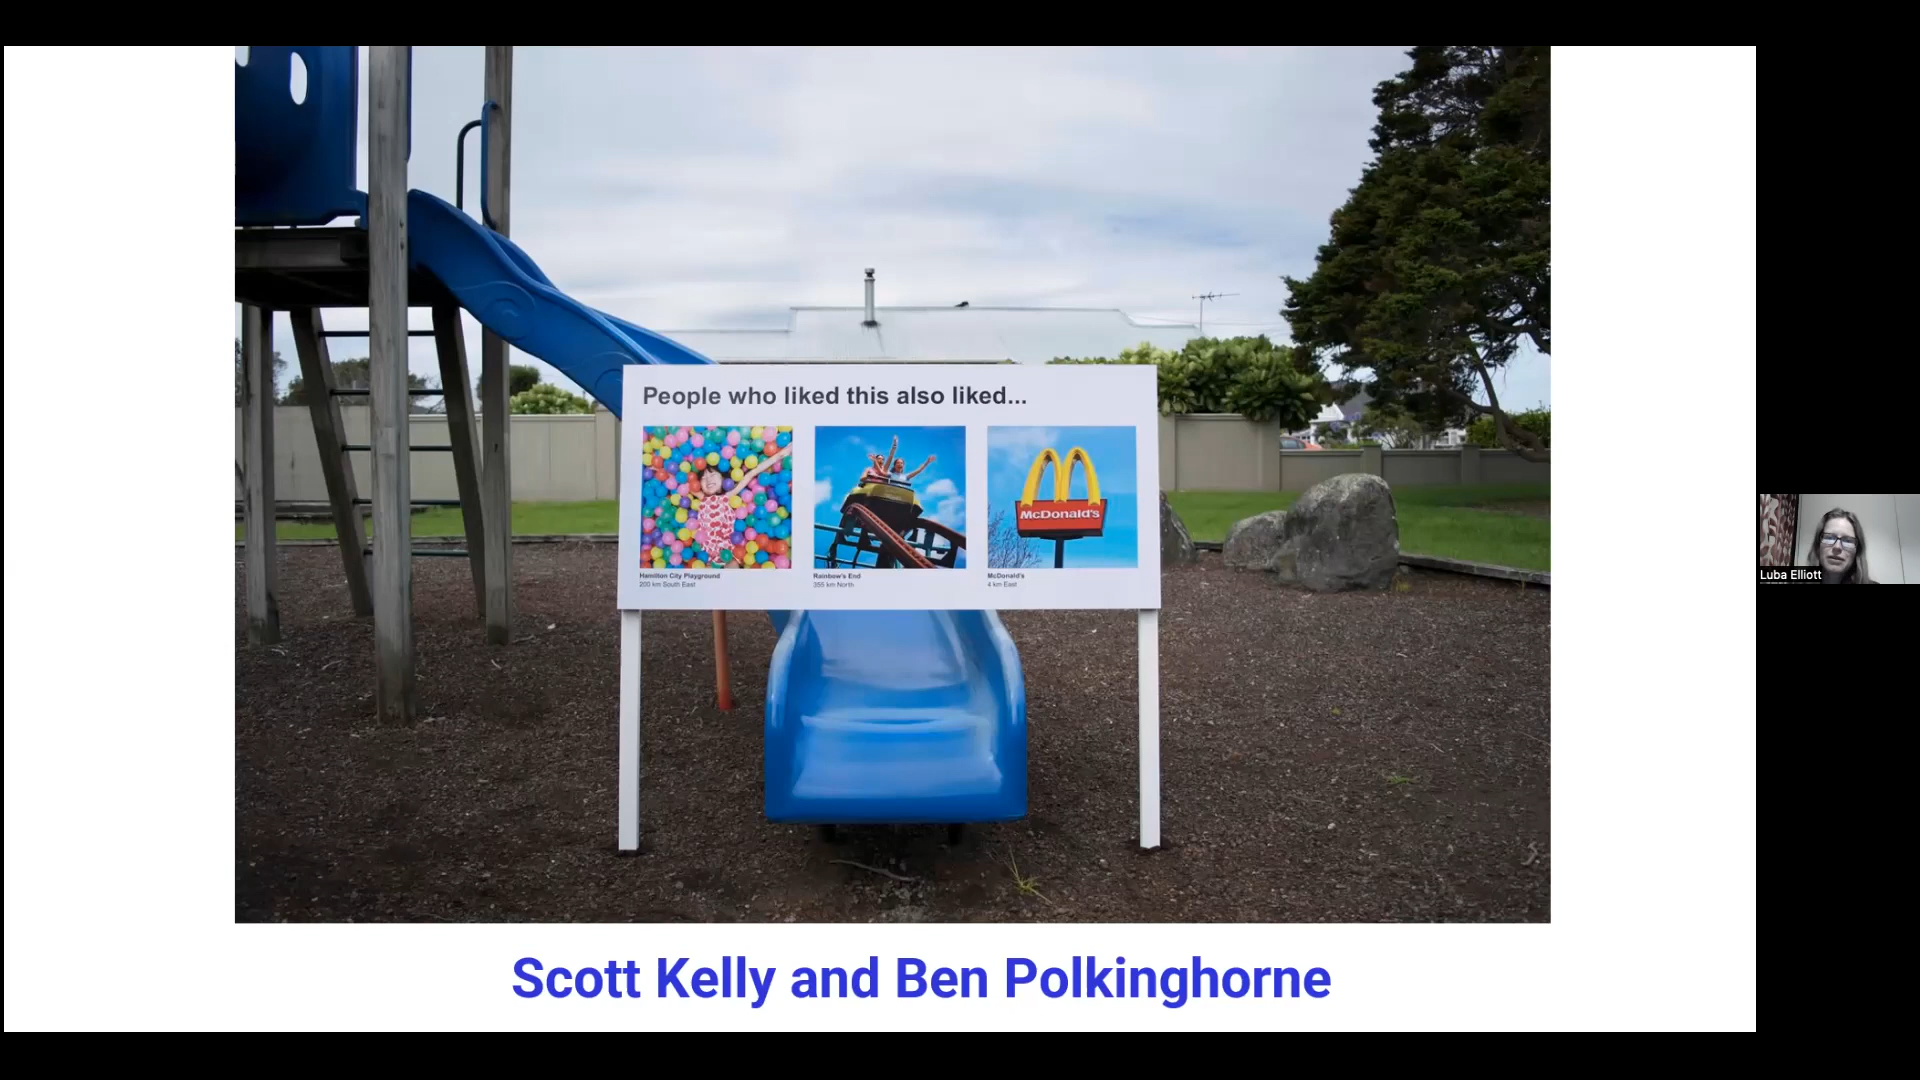 People who liked this also liked...
Hamilton City Playground
200 km South East
Rainbow's End
355 km North
McDonald's
McDonald's
4 km East
Luba Elliott
Scott Kelly and Ben Polkinghorne